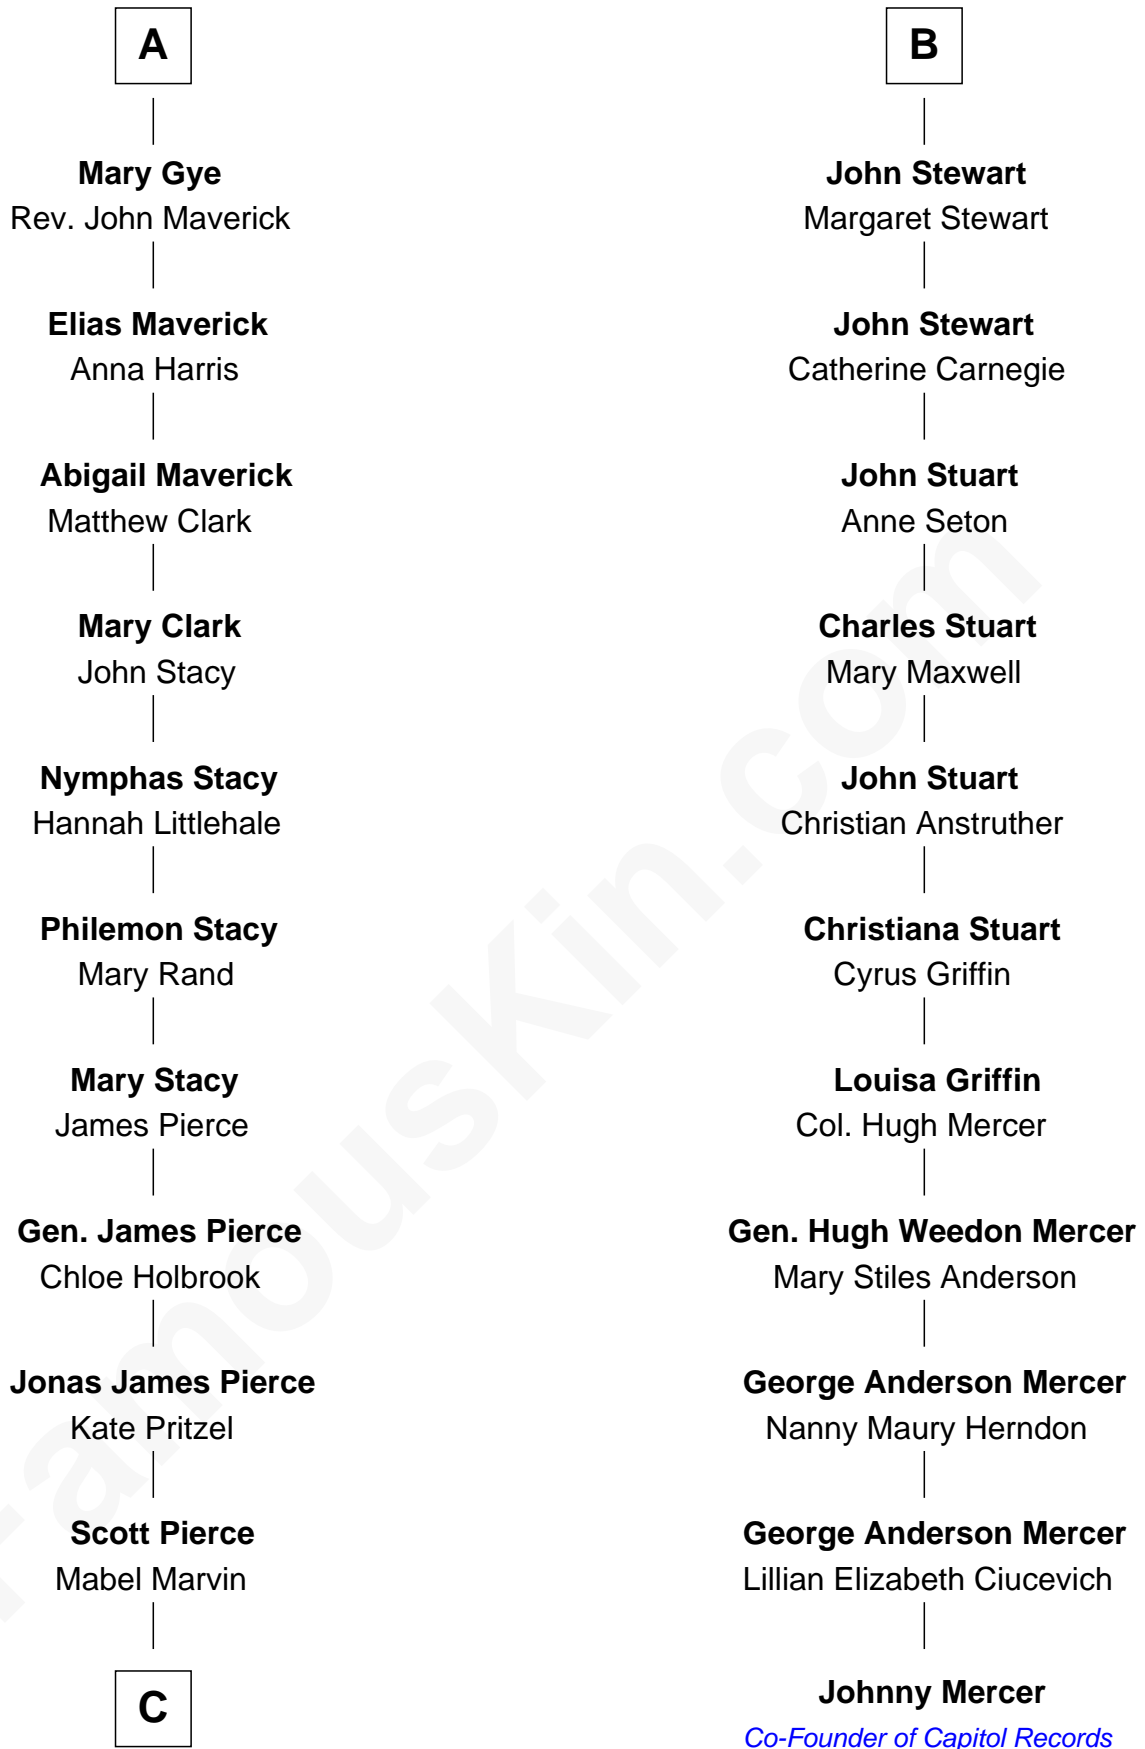 A
Mary Gye
Rev. John Maverick
Elias Maverick
Anna Harris
Abigail Maverick
Matthew Clark
Mary Clark
John Stacy
Nymphas Stacy
Hannah Littlehale
Philemon Stacy
Mary Rand
Mary Stacy
James Pierce
Gen. James Pierce
Chloe Holbrook
Jonas James Pierce
Kate Pritzel
Scott Pierce
Mabel Marvin
C
B
John Stewart
Margaret Stewart
John Stewart
Catherine Carnegie
John Stuart
Anne Seton
Charles Stuart
Mary Maxwell
John Stuart
Christian Anstruther
Christiana Stuart
Cyrus Griffin
Louisa Griffin
Col. Hugh Mercer
Gen. Hugh Weedon Mercer
Mary Stiles Anderson
George Anderson Mercer
Nanny Maury Herndon
George Anderson Mercer
Lillian Elizabeth Ciucevich
Johnny Mercer
Co-Founder of Capitol Records
FamousKin.com